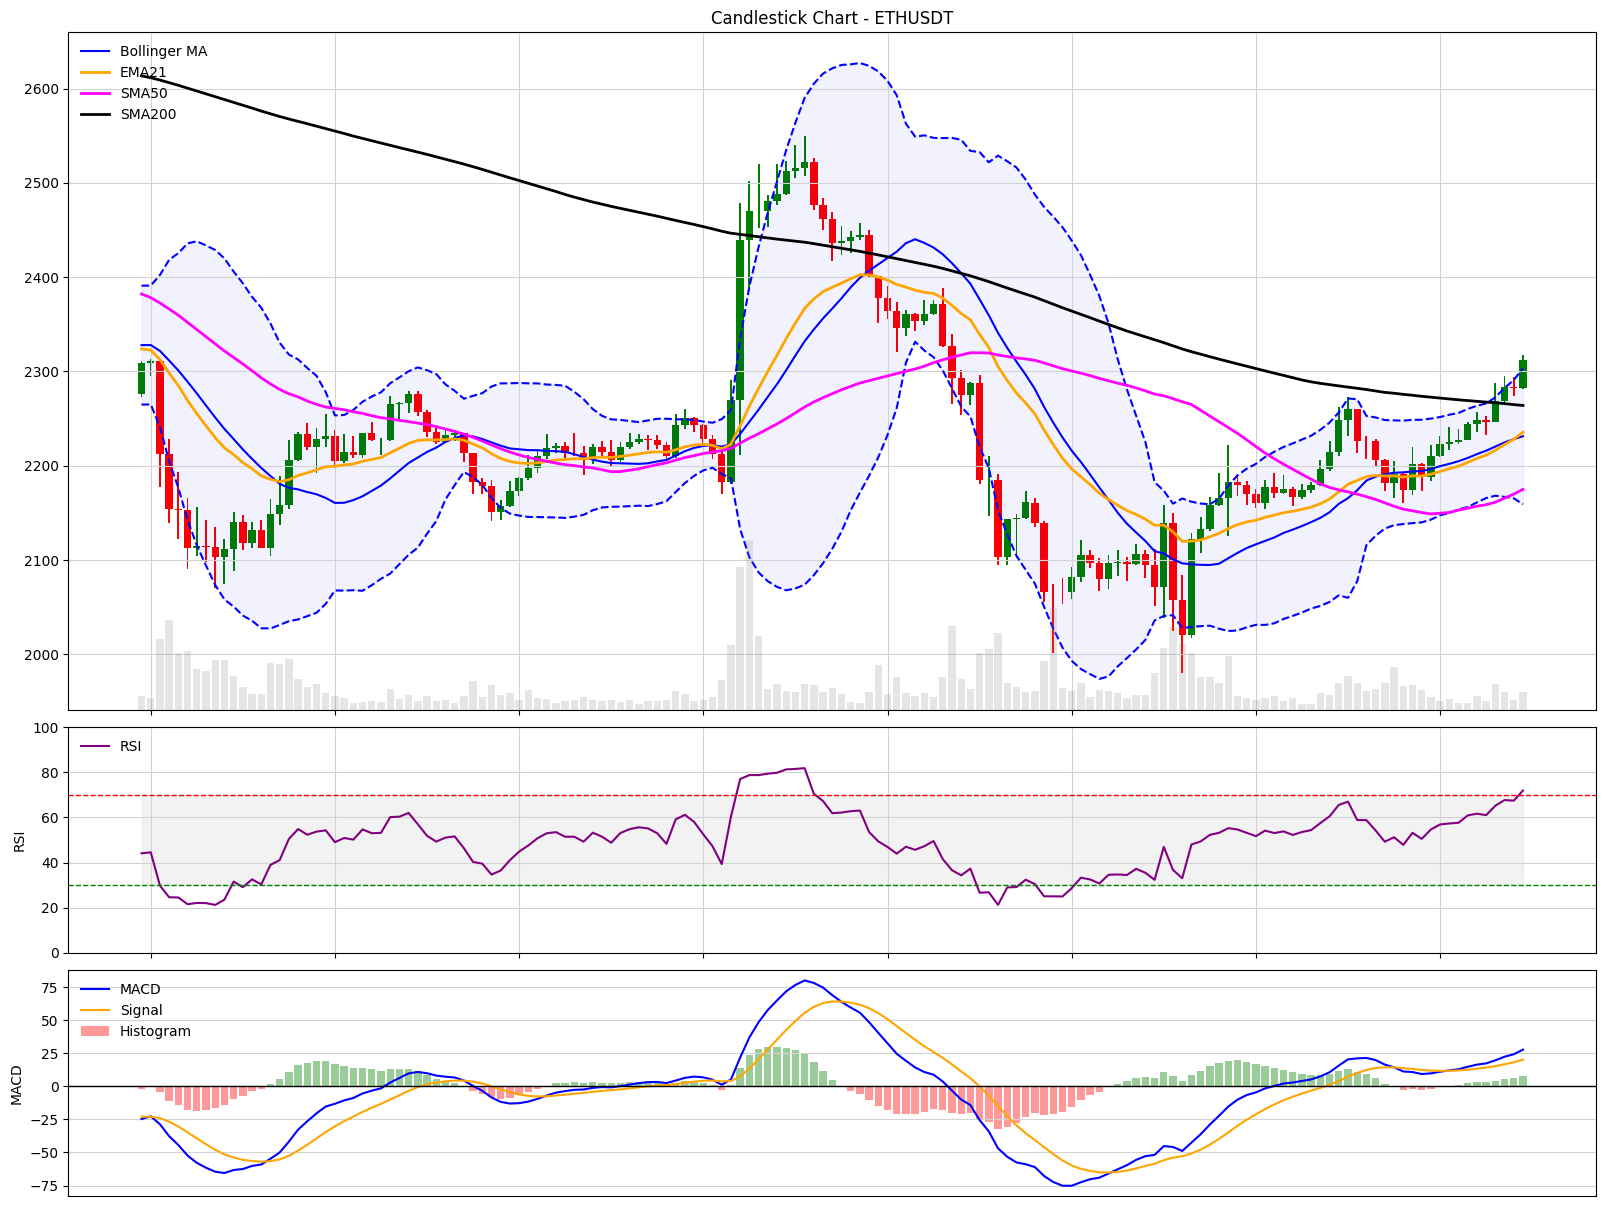 Candlestick Chart - ETHUSDT
Bollinger MA
EMA21
SMA50
SMA200
2600
2500
2400
2300
2200
2100
2000
RSI
100
80
60
40
20
0
RSI
MACD
Signal
Histogram
75
50
25
0
−25
−50
−75
MACD